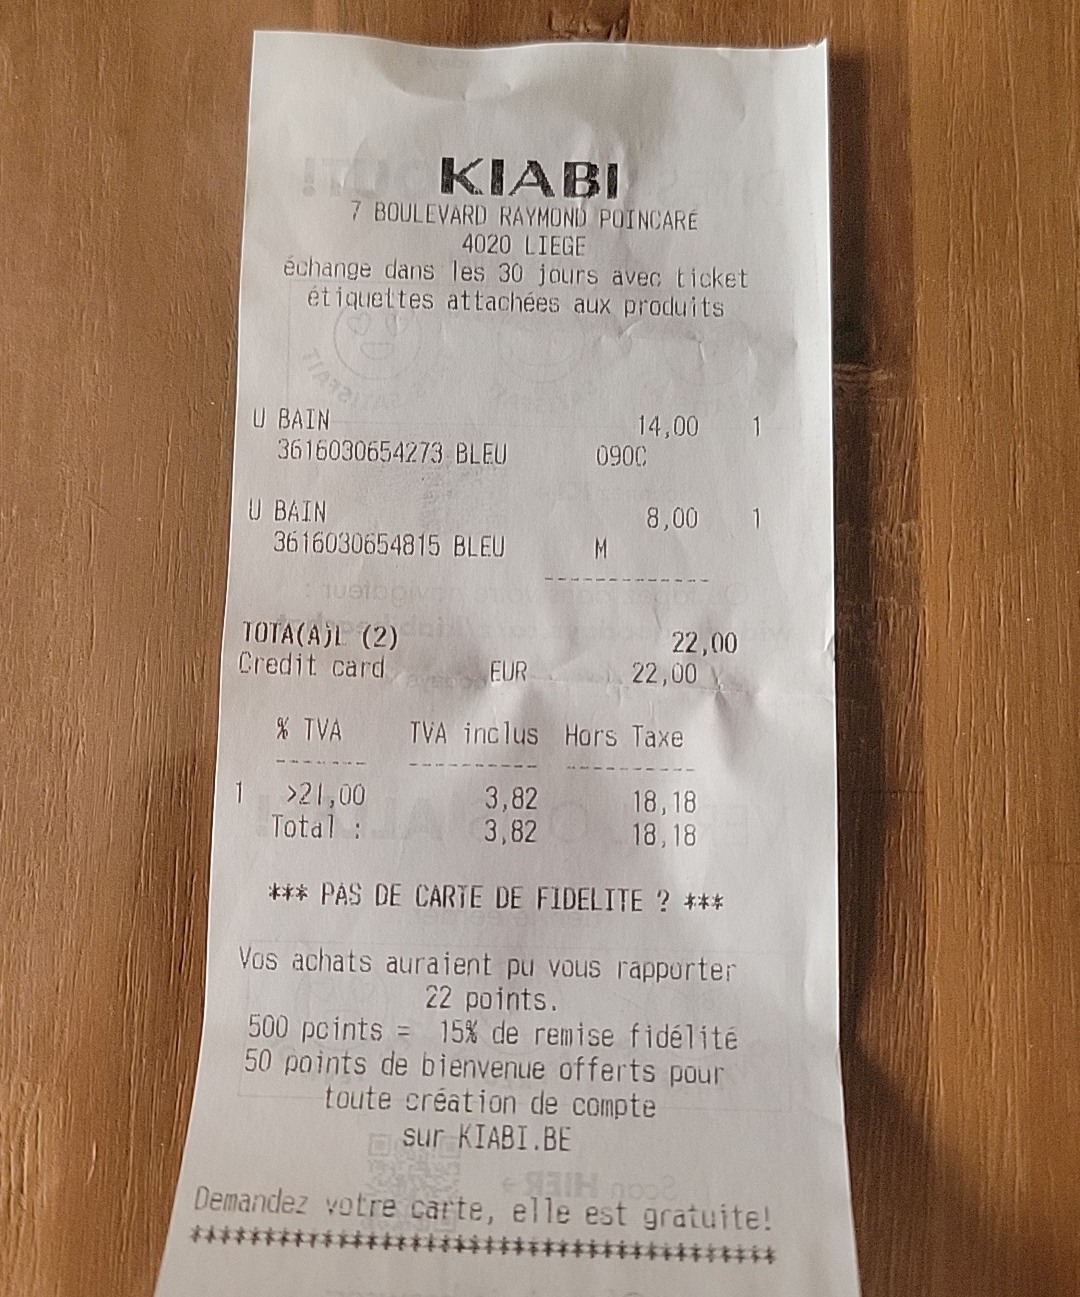 KIABI
7 BOULEVARD RAYMOND POINCARÉ
4020 LIEGE
échange dans les 30 jours avec ticket
étiquettes attachées aux produits
U BAIN 14,00 1
3616030654273 BLEU 090C
U BAIN 8,00 1
3616030654815 BLEU M
-------------
TOTA(A)L (2) 22,00
Credit card EUR 22,00
% TVA TVA inclus Hors Taxe
------- ---------- ----------
1 >21,00 3,82 18,18
Total : 3,82 18,18
*** PAS DE CARTE DE FIDELITE ? ***
Vos achats auraient pu vous rapporter
22 points.
500 points = 15% de remise fidélité
50 points de bienvenue offerts pour
toute création de compte
sur KIABI.BE
Demandez votre carte, elle est gratuite!
******************************************